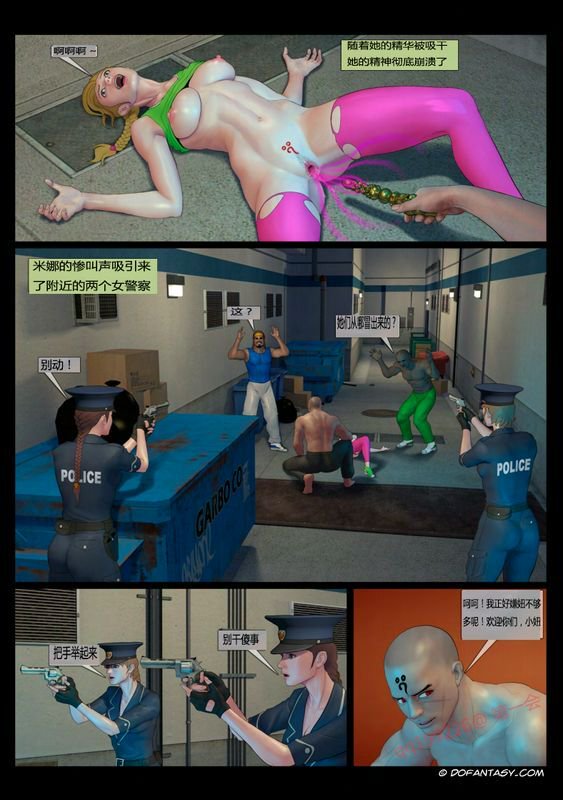 啊啊啊~
随着她的精华被吸干
她的精神彻底崩溃了
米娜的惨叫声吸引来
了附近的两个女警察
这？
她们从哪冒出来的？
别动！
POLICE
POLICE
GARBO CO
把手举起来
别干傻事
呵呵！我正好嫌妞不够
多呢！欢迎你们，小妞
© DOFANTASY.COM